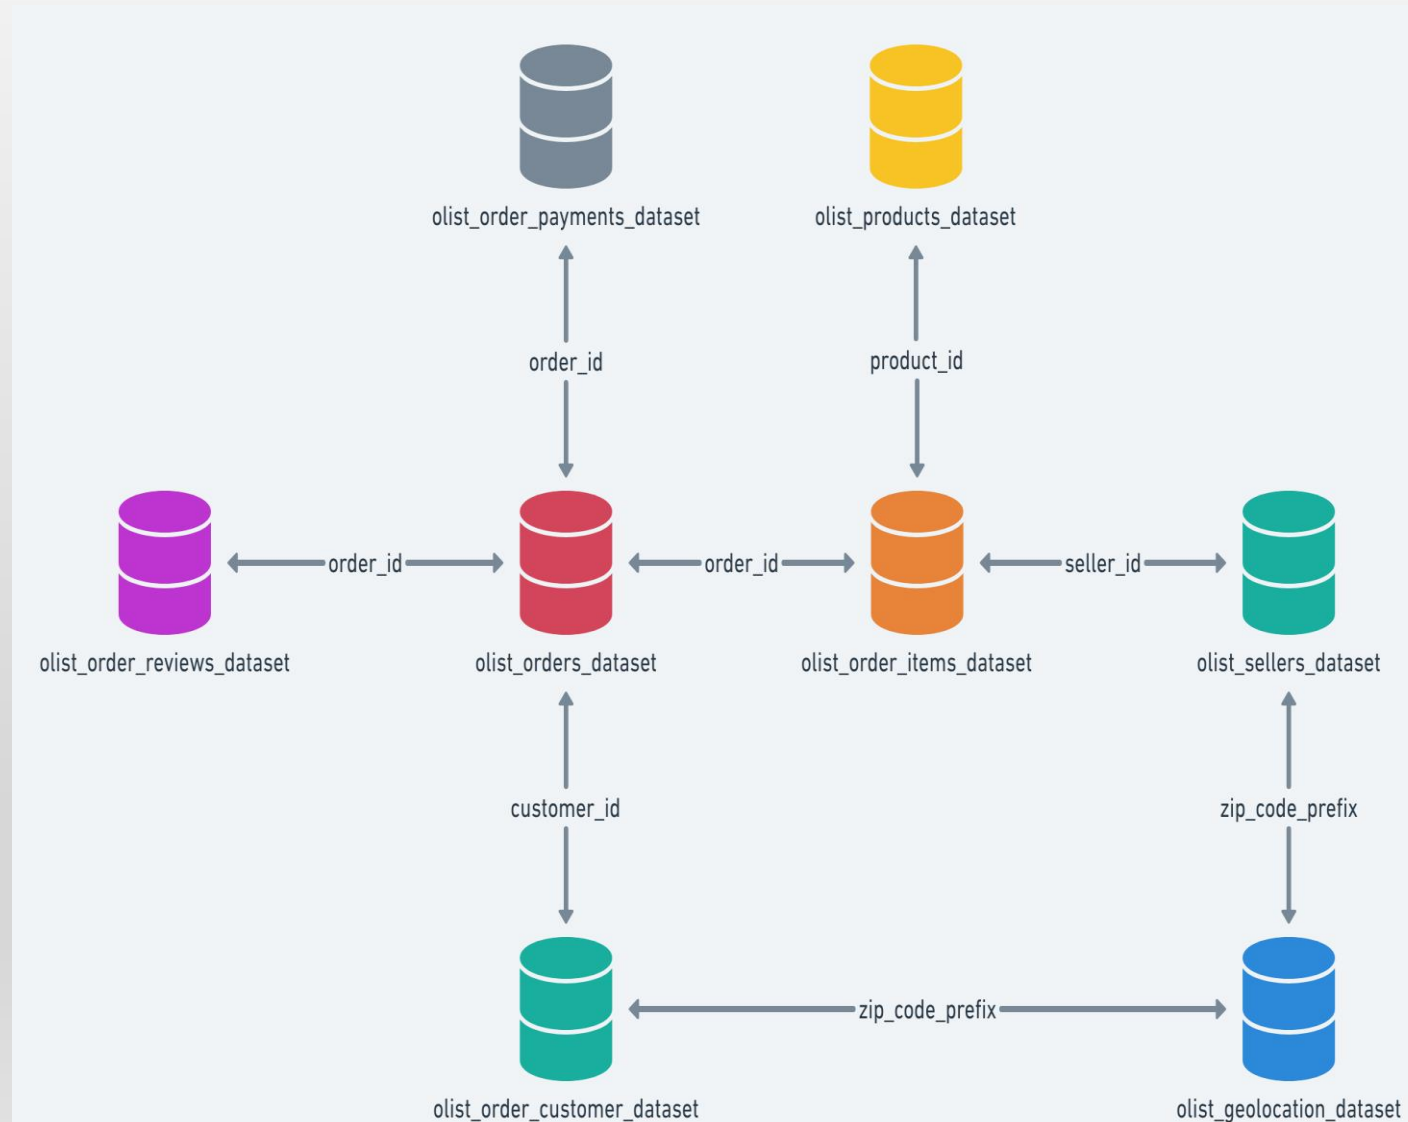 olist_order_payments_dataset
olist_products_dataset
order_id
product_id
order_id
order_id
seller_id
olist_order_reviews_dataset
olist_orders_dataset
olist_order_items_dataset
olist_sellers_dataset
customer_id
zip_code_prefix
zip_code_prefix
olist_order_customer_dataset
olist_geolocation_dataset